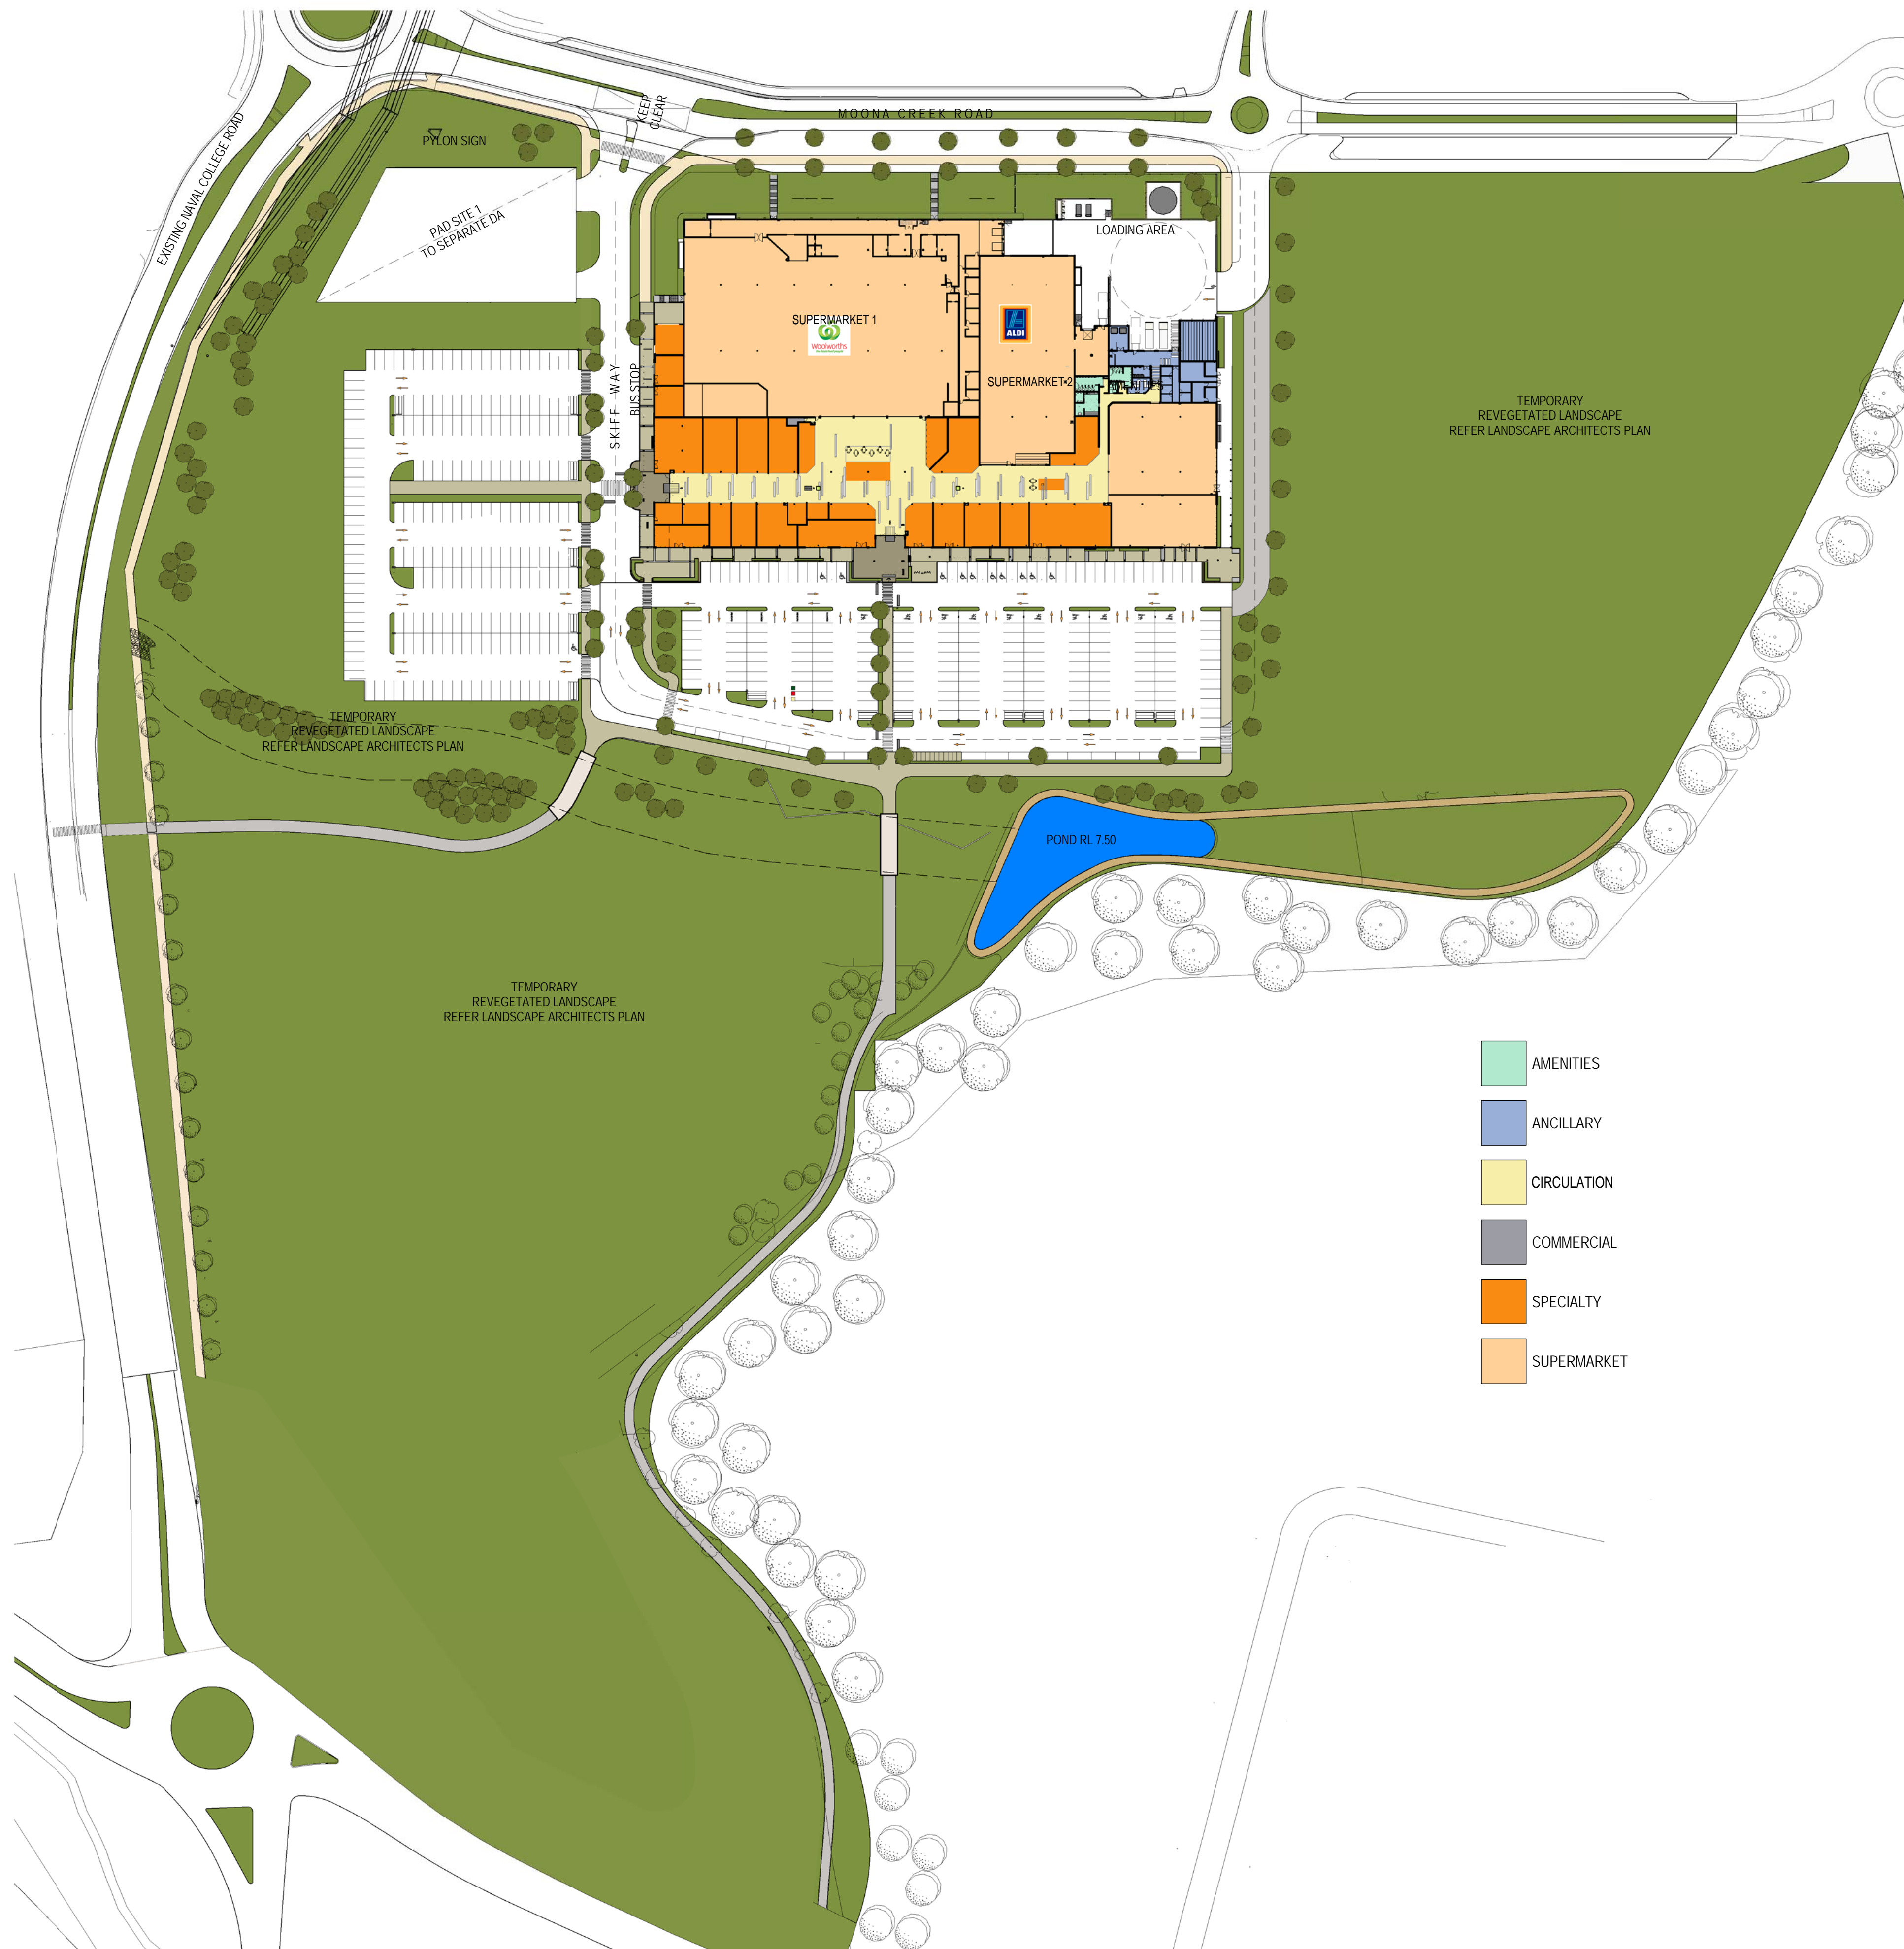 MOONA CREEK ROAD
KEEP
CLEAR
PYLON SIGN
EXISTING NAVAL COLLEGE ROAD
PAD SITE 1
TO SEPARATE DA
LOADING AREA
SUPERMARKET 1
woolworths
ALDI
SUPERMARKET 2
AMENITIES
SKIFF WAY
BUS STOP
TEMPORARY
REVEGETATED LANDSCAPE
REFER LANDSCAPE ARCHITECTS PLAN
TEMPORARY
REVEGETATED LANDSCAPE
REFER LANDSCAPE ARCHITECTS PLAN
POND RL 7.50
TEMPORARY
REVEGETATED LANDSCAPE
REFER LANDSCAPE ARCHITECTS PLAN
AMENITIES
ANCILLARY
CIRCULATION
COMMERCIAL
SPECIALTY
SUPERMARKET